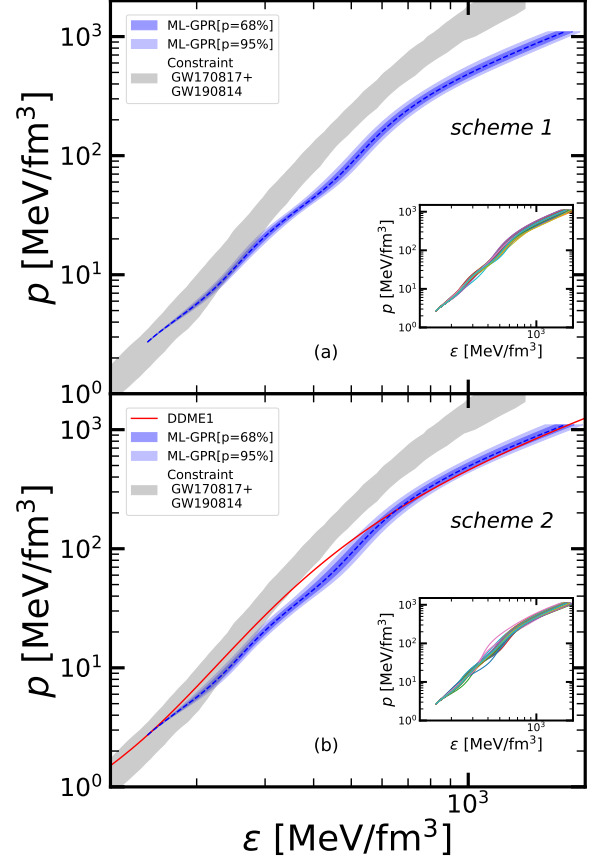 10³
10²
10¹
10⁰
p [MeV/fm³]
ML-GPR[p=68%]
ML-GPR[p=95%]
Constraint
GW170817+
GW190814
scheme 1
(a)
10³
10²
10¹
10⁰
p [MeV/fm³]
10³
ε [MeV/fm³]
10³
10²
10¹
10⁰
p [MeV/fm³]
DDME1
ML-GPR[p=68%]
ML-GPR[p=95%]
Constraint
GW170817+
GW190814
scheme 2
(b)
10³
10²
10¹
10⁰
p [MeV/fm³]
10³
ε [MeV/fm³]
10³
ε [MeV/fm³]